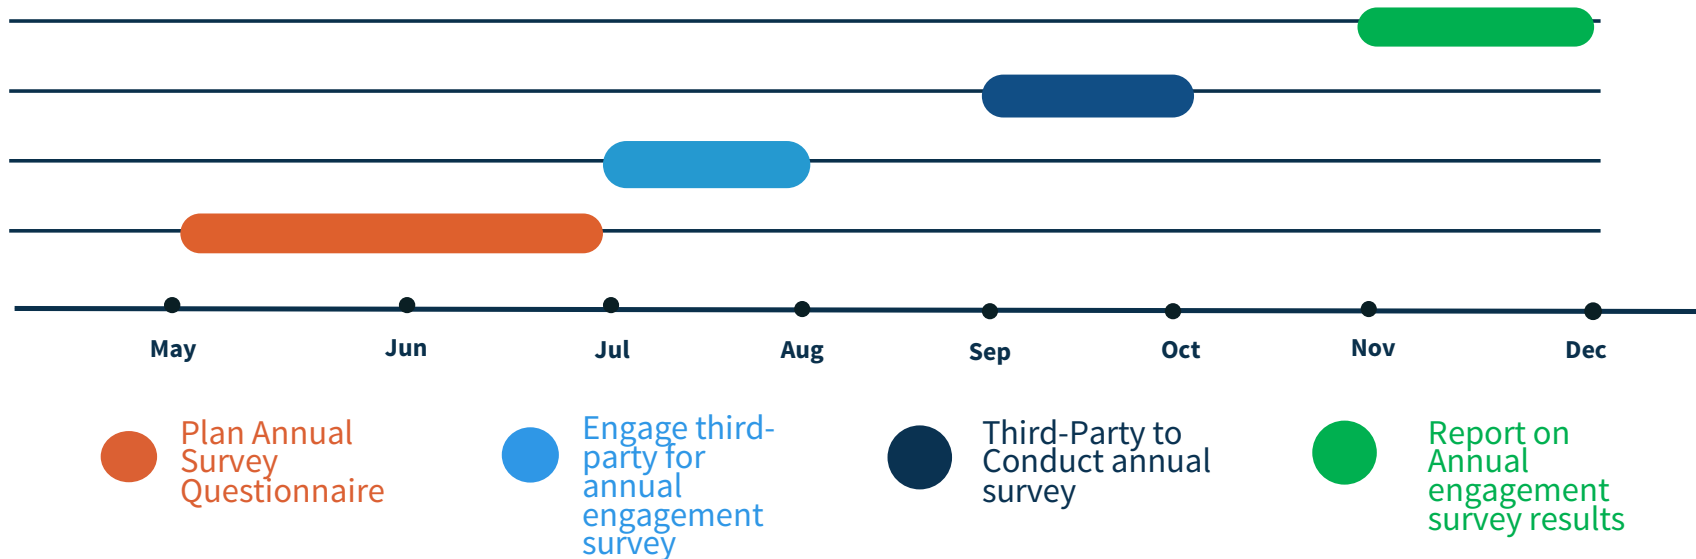 May
Jun
Jul
Aug
Sep
Oct
Nov
Dec
Plan Annual
Survey
Questionnaire
Engage third-
party for
annual
engagement
survey
Third-Party to
Conduct annual
survey
Report on
Annual
engagement
survey results